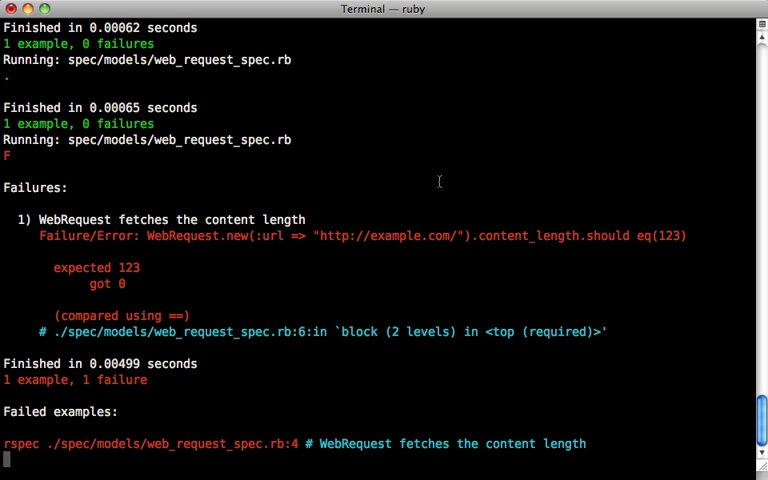 Terminal — ruby
Finished in 0.00062 seconds
1 example, 0 failures
Running: spec/models/web_request_spec.rb
.
Finished in 0.00065 seconds
1 example, 0 failures
Running: spec/models/web_request_spec.rb
F
Failures:
1) WebRequest fetches the content length
Failure/Error: WebRequest.new(:url => "http://example.com/").content_length.should eq(123)
expected 123
got 0
(compared using ==)
# ./spec/models/web_request_spec.rb:6:in `block (2 levels) in <top (required)>'
Finished in 0.00499 seconds
1 example, 1 failure
Failed examples:
rspec ./spec/models/web_request_spec.rb:4 # WebRequest fetches the content length